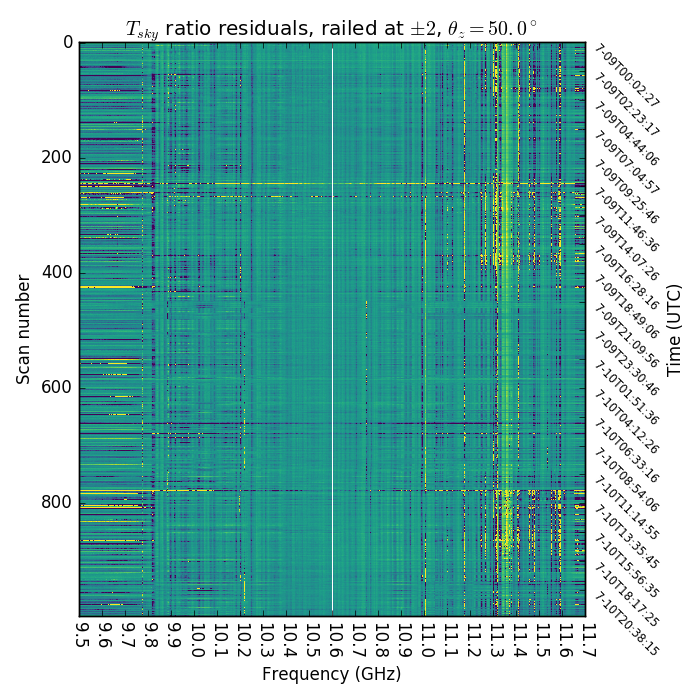 T_sky ratio residuals, railed at ±2, θ_z = 50.0°
0
200
400
600
800
Scan number
9.5 9.6 9.7 9.8 9.9 10.0 10.1 10.2 10.3 10.4 10.5 10.6 10.7 10.8 10.9 11.0 11.1 11.2 11.3 11.4 11.5 11.6 11.7
Frequency (GHz)
7-09T00:02:27
7-09T02:23:17
7-09T04:44:06
7-09T07:04:57
7-09T09:25:46
7-09T11:46:36
7-09T14:07:26
7-09T16:28:16
7-09T18:49:06
7-09T21:09:56
7-09T23:30:46
7-10T01:51:36
7-10T04:12:26
7-10T06:33:16
7-10T08:54:06
7-10T11:14:55
7-10T13:35:45
7-10T15:56:35
7-10T18:17:25
7-10T20:38:15
Time (UTC)